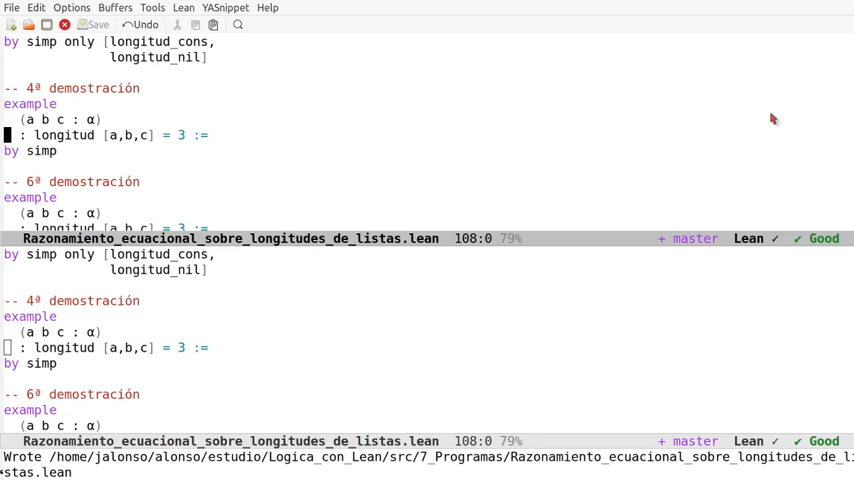 File Edit Options Buffers Tools Lean YASnippet Help
Save Undo
by simp only [longitud_cons,
longitud_nil]
-- 4ª demostración
example
(a b c : α)
: longitud [a,b,c] = 3 :=
by simp
-- 6ª demostración
example
(a b c : α)
: longitud [a,b,c] = 3 :=
Razonamiento_ecuacional_sobre_longitudes_de_listas.lean 108:0 79% + master Lean ✓ ✔ Good
by simp only [longitud_cons,
longitud_nil]
-- 4ª demostración
example
(a b c : α)
: longitud [a,b,c] = 3 :=
by simp
-- 6ª demostración
example
(a b c : α)
Razonamiento_ecuacional_sobre_longitudes_de_listas.lean 108:0 79% + master Lean ✓ ✔ Good
Wrote /home/jalonso/alonso/estudio/Logica_con_Lean/src/7_Programas/Razonamiento_ecuacional_sobre_longitudes_de_li
stas.lean